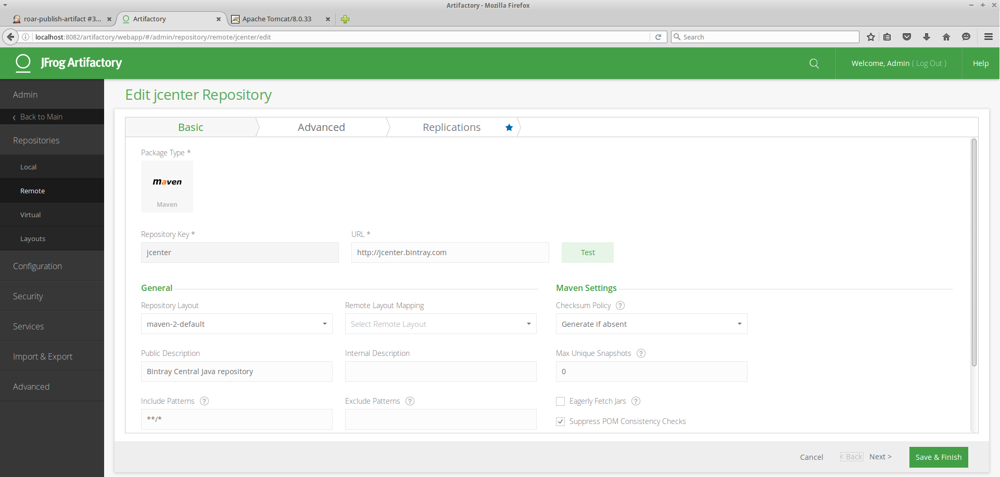 Artifactory - Mozilla Firefox
roar-publish-artifact #3... Artifactory Apache Tomcat/8.0.33
localhost:8082/artifactory/webapp/#/admin/repository/remote/jcenter/edit Search
JFrog Artifactory Welcome, Admin ( Log Out ) Help
Admin
< Back to Main
Repositories
Local
Remote
Virtual
Layouts
Configuration
Security
Services
Import & Export
Advanced
Edit jcenter Repository
Basic Advanced Replications
Package Type *
maven
Maven
Repository Key * URL *
jcenter http://jcenter.bintray.com Test
General Maven Settings
Repository Layout Remote Layout Mapping Checksum Policy ?
maven-2-default Select Remote Layout Generate if absent
Public Description Internal Description Max Unique Snapshots ?
Bintray Central Java repository 0
Include Patterns ? Exclude Patterns ? Eagerly Fetch Jars ?
**/* Suppress POM Consistency Checks
Cancel < Back Next > Save & Finish